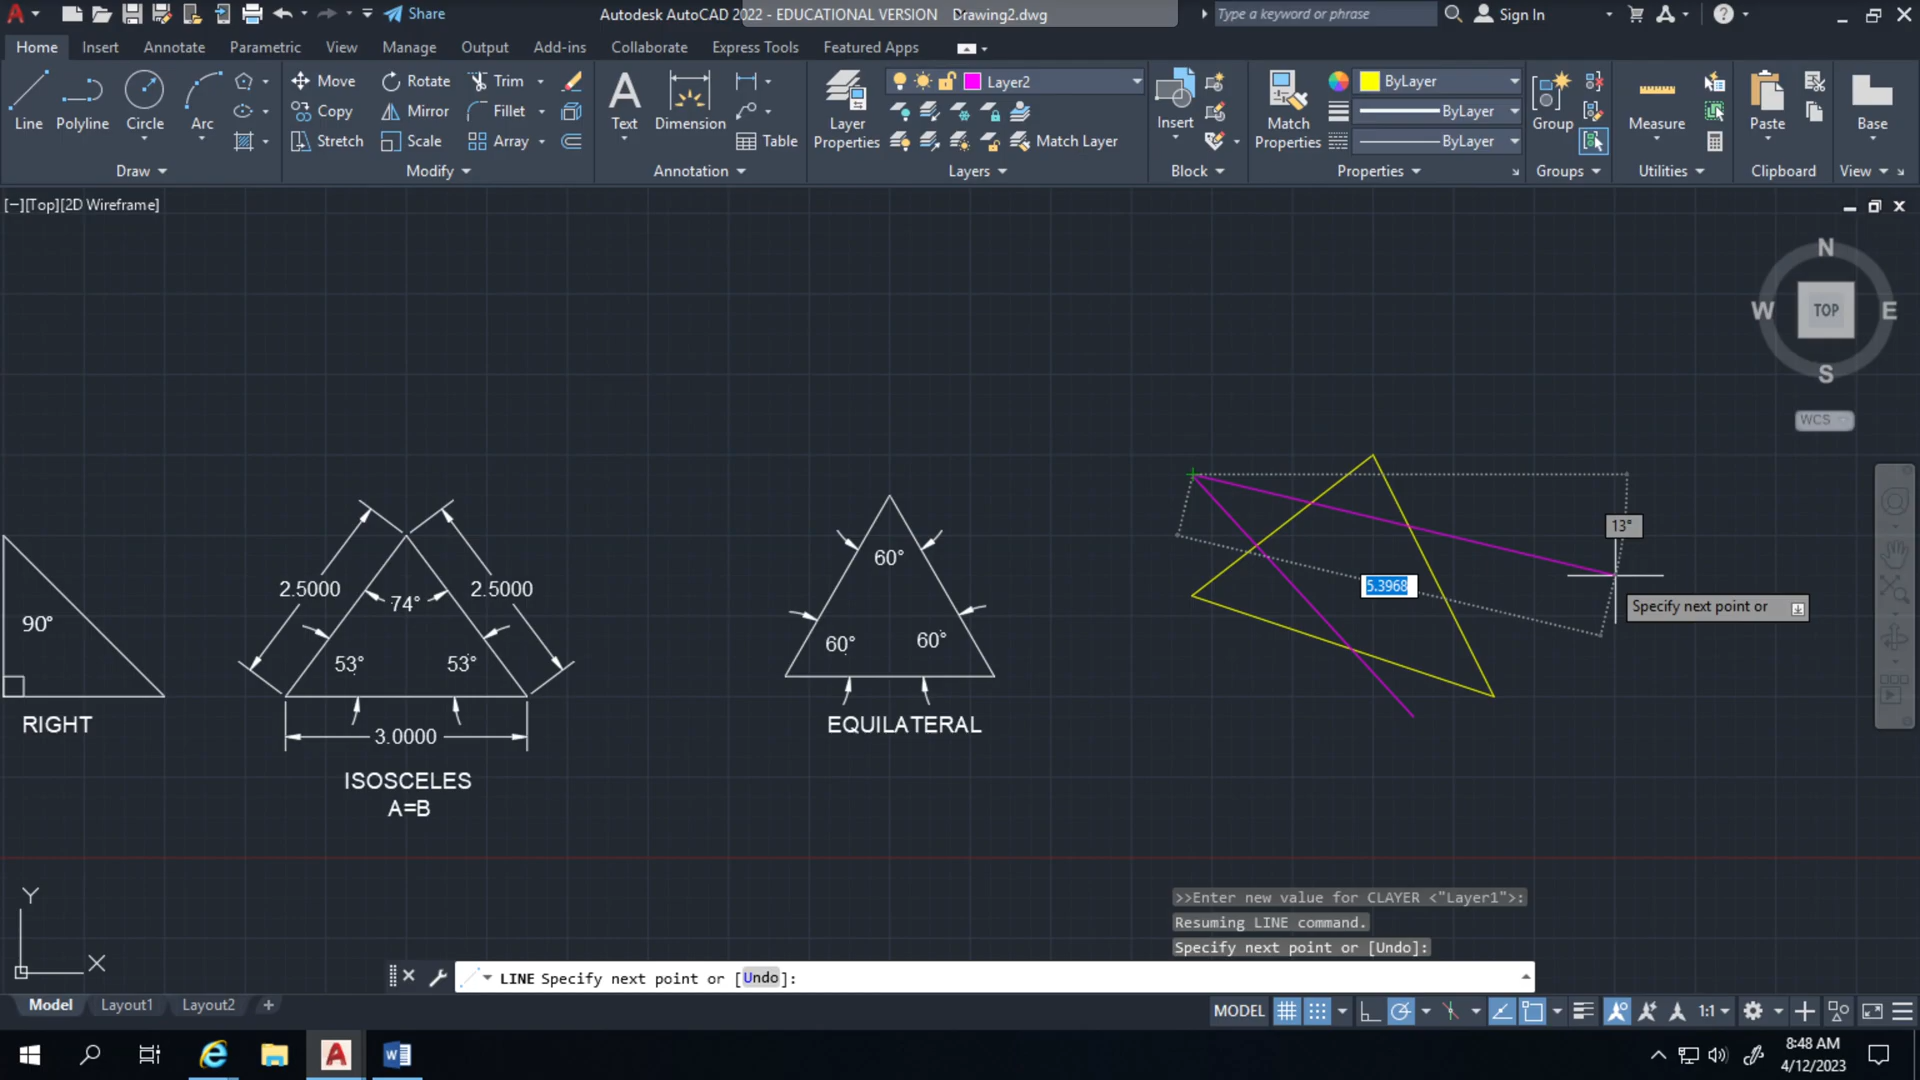 Share
Autodesk AutoCAD 2022 - EDUCATIONAL VERSION Drawing2.dwg
Type a keyword or phrase
Sign In
Home Insert Annotate Parametric View Manage Output Add-ins Collaborate Express Tools Featured Apps
Line Polyline Circle Arc
Move Rotate Trim
Copy Mirror Fillet
Stretch Scale Array
Text Dimension Table
Layer Properties
Layer2
Match Layer
Insert
Match Properties
ByLayer
ByLayer
ByLayer
Group Measure Paste Base
Draw Modify Annotation Layers Block Properties Groups Utilities Clipboard View
[−][Top][2D Wireframe]
N
W TOP E
S
WCS
90°
RIGHT
2.5000 2.5000
74°
53° 53°
3.0000
ISOSCELES
A=B
60°
60° 60°
EQUILATERAL
13°
5.3968
Specify next point or
Y
X
>>Enter new value for CLAYER <"Layer1">:
Resuming LINE command.
Specify next point or [Undo]:
LINE Specify next point or [Undo]:
Model Layout1 Layout2 +
MODEL 1:1
8:48 AM
4/12/2023